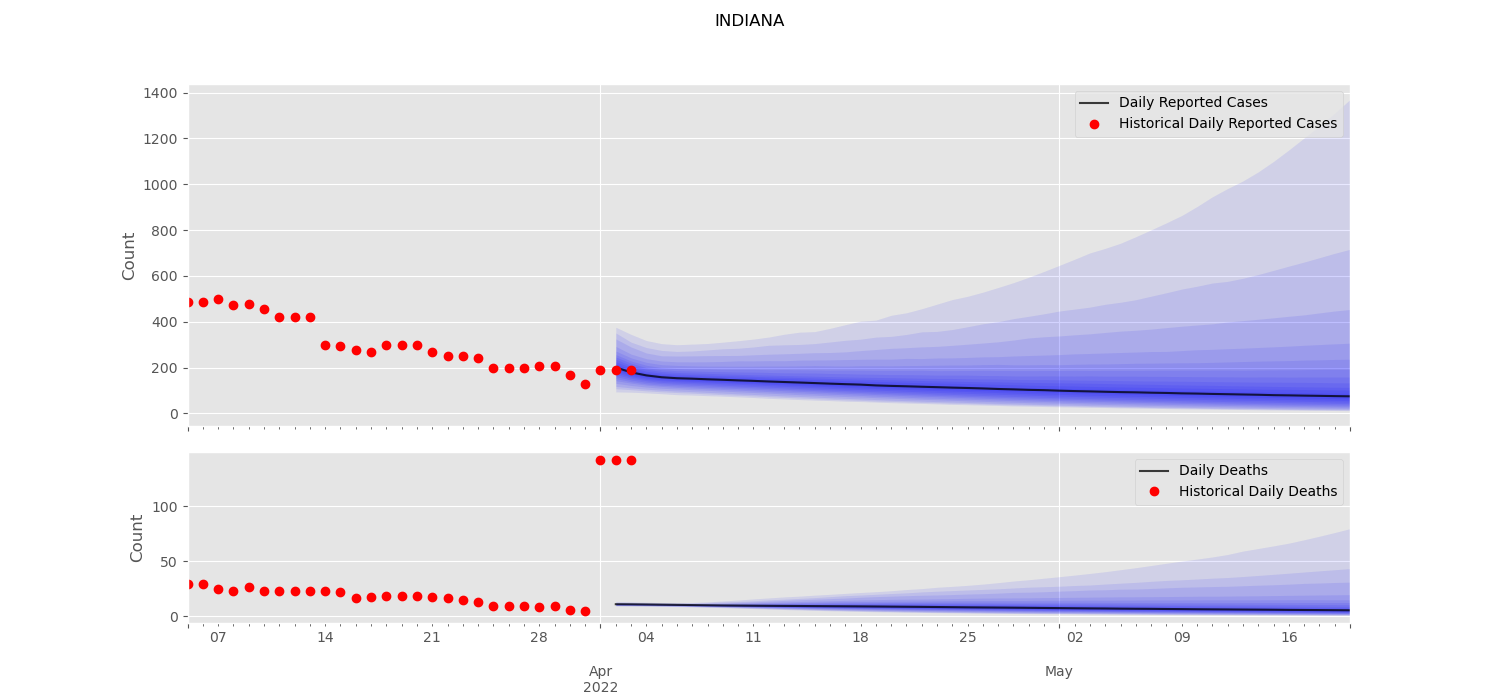 INDIANA
1400
1200
1000
800
600
400
200
0
Count
Daily Reported Cases
Historical Daily Reported Cases
100
50
0
Count
Daily Deaths
Historical Daily Deaths
07 14 21 28 04 11 18 25 02 09 16
Apr May
2022